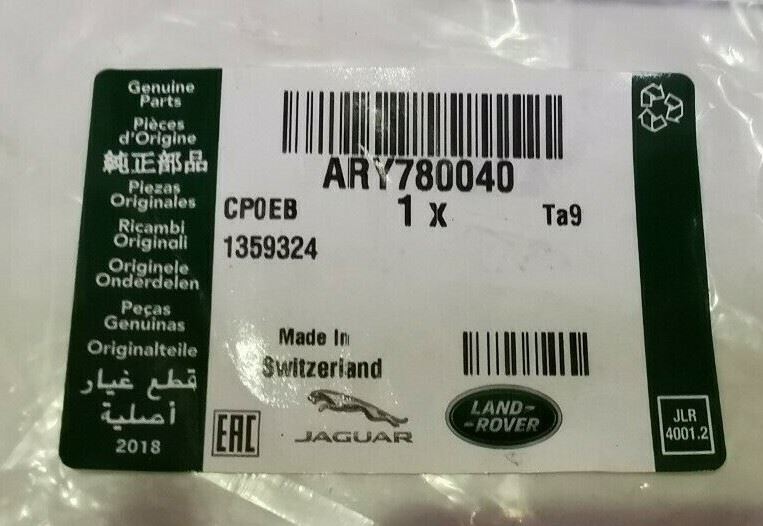 Genuine
Parts
Pièces
d'Origine
純正部品
Piezas
Originales
Ricambi
Originali
Originele
Onderdelen
Peças
Genuinas
Originalteile
قطع غيار
أصلية
2018
ARY780040
CP0EB 1 X Ta9
1359324
Made In
Switzerland
EAC
JAGUAR
LAND-
-ROVER
JLR
4001.2